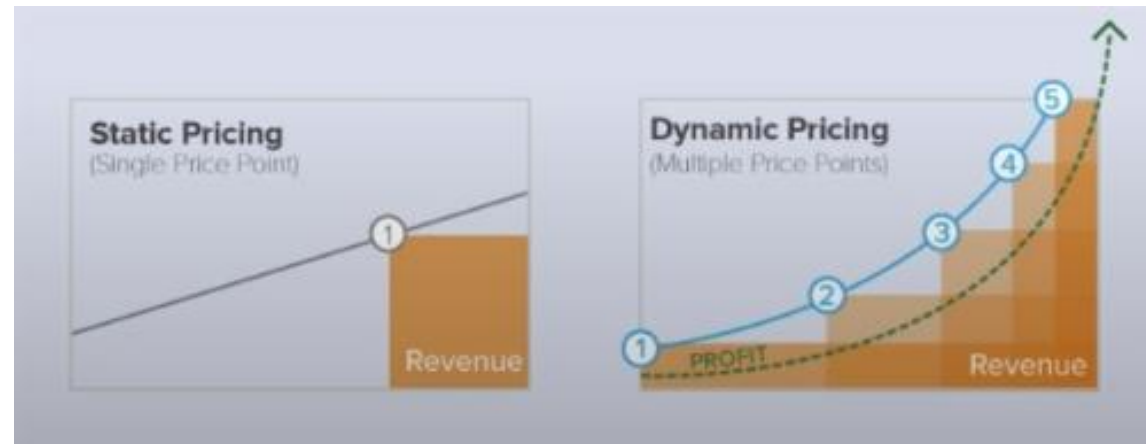 Static Pricing
(Single Price Point)
1
Revenue
Dynamic Pricing
(Multiple Price Points)
5
4
3
2
1
PROFIT
Revenue